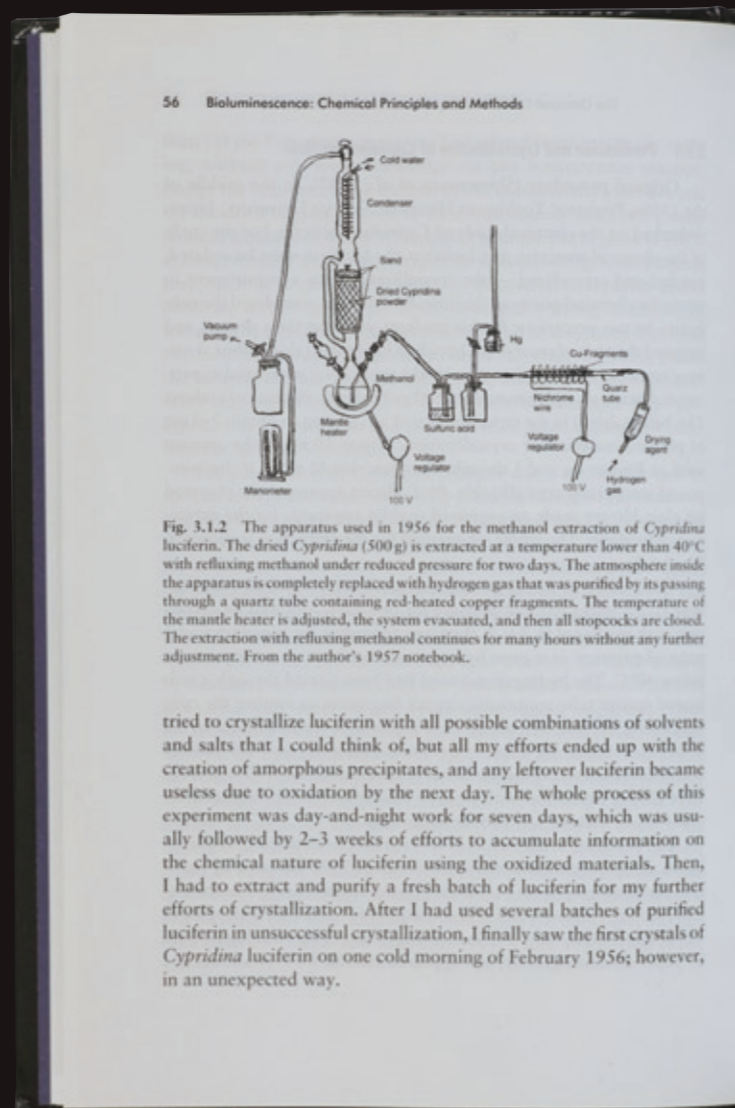 56 Bioluminescence: Chemical Principles and Methods
Cold water
Condenser
Sand
Dried Cypridina
powder
Vacuum
pump
Hg
Cu-Fragments
Methanol
Nichrome
wire
Quarz
tube
Mantle
heater
Sulfuric acid
Voltage
regulator
Drying
agent
Voltage
regulator
Manometer
100 V
100 V
Hydrogen
gas
Fig. 3.1.2 The apparatus used in 1956 for the methanol extraction of Cypridina
luciferin. The dried Cypridina (500 g) is extracted at a temperature lower than 40°C
with refluxing methanol under reduced pressure for two days. The atmosphere inside
the apparatus is completely replaced with hydrogen gas that was purified by its passing
through a quartz tube containing red-heated copper fragments. The temperature of
the mantle heater is adjusted, the system evacuated, and then all stopcocks are closed.
The extraction with refluxing methanol continues for many hours without any further
adjustment. From the author's 1957 notebook.
tried to crystallize luciferin with all possible combinations of solvents
and salts that I could think of, but all my efforts ended up with the
creation of amorphous precipitates, and any leftover luciferin became
useless due to oxidation by the next day. The whole process of this
experiment was day-and-night work for seven days, which was usu-
ally followed by 2–3 weeks of efforts to accumulate information on
the chemical nature of luciferin using the oxidized materials. Then,
I had to extract and purify a fresh batch of luciferin for my further
efforts of crystallization. After I had used several batches of purified
luciferin in unsuccessful crystallization, I finally saw the first crystals of
Cypridina luciferin on one cold morning of February 1956; however,
in an unexpected way.